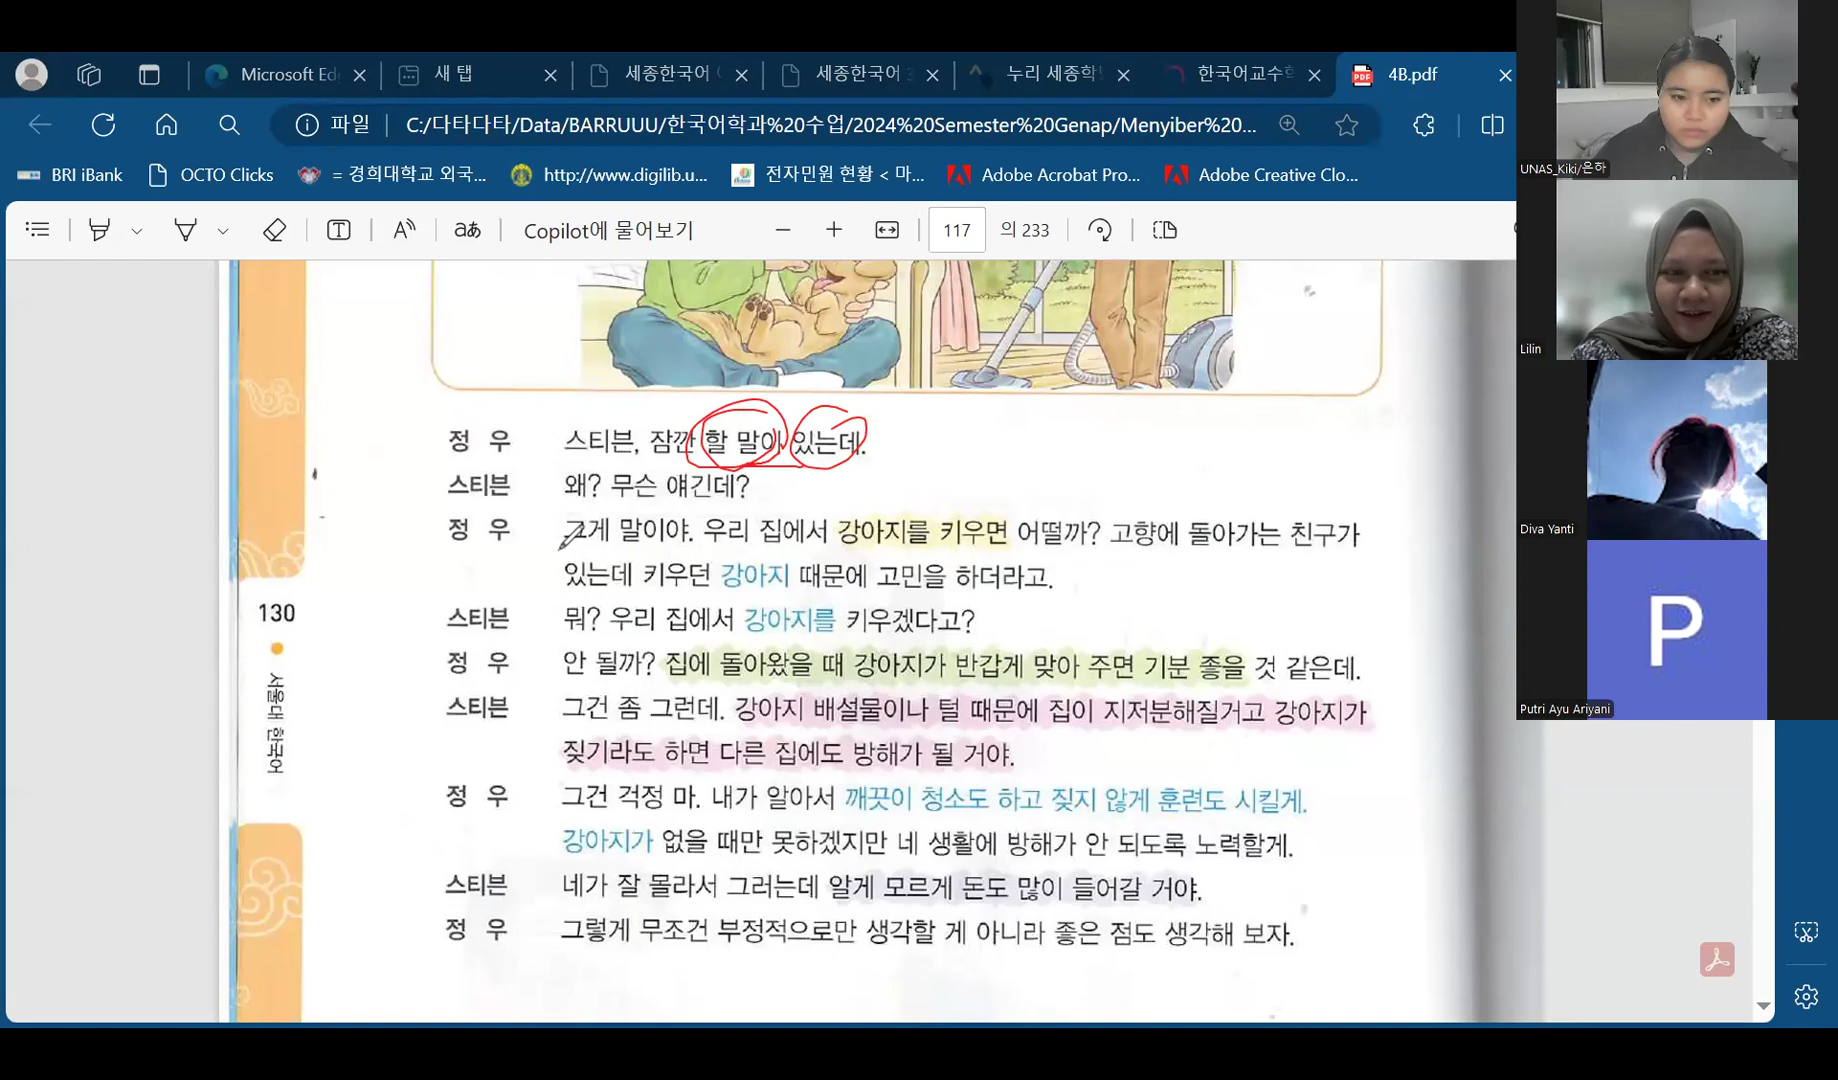 Microsoft Ed
새 탭
세종한국어
세종한국어
누리 세종학
한국어교수
4B.pdf
파일
C:/다타다타/Data/BARRUUU/한국어학과%20수업/2024%20Semester%20Genap/Menyiber%20...
BRI iBank
OCTO Clicks
= 경희대학교 외국...
http://www.digilib.u...
전자민원 현황 < 마...
Adobe Acrobat Pro...
Adobe Creative Clo...
Copilot에 물어보기
117
의 233
정 우 스티븐, 잠깐 할 말이 있는데.
스티븐 왜? 무슨 얘긴데?
정 우 그게 말이야. 우리 집에서 강아지를 키우면 어떨까? 고향에 돌아가는 친구가
있는데 키우던 강아지 때문에 고민을 하더라고.
스티븐 뭐? 우리 집에서 강아지를 키우겠다고?
정 우 안 될까? 집에 돌아왔을 때 강아지가 반갑게 맞아 주면 기분 좋을 것 같은데.
스티븐 그건 좀 그런데. 강아지 배설물이나 털 때문에 집이 지저분해질거고 강아지가
짖기라도 하면 다른 집에도 방해가 될 거야.
정 우 그건 걱정 마. 내가 알아서 깨끗이 청소도 하고 짖지 않게 훈련도 시킬게.
강아지가 없을 때만 못하겠지만 네 생활에 방해가 안 되도록 노력할게.
스티븐 네가 잘 몰라서 그러는데 알게 모르게 돈도 많이 들어갈 거야.
정 우 그렇게 무조건 부정적으로만 생각할 게 아니라 좋은 점도 생각해 보자.
130
서울대 한국어
UNAS_Kiki/은하
Lilin
Diva Yanti
P
Putri Ayu Ariyani